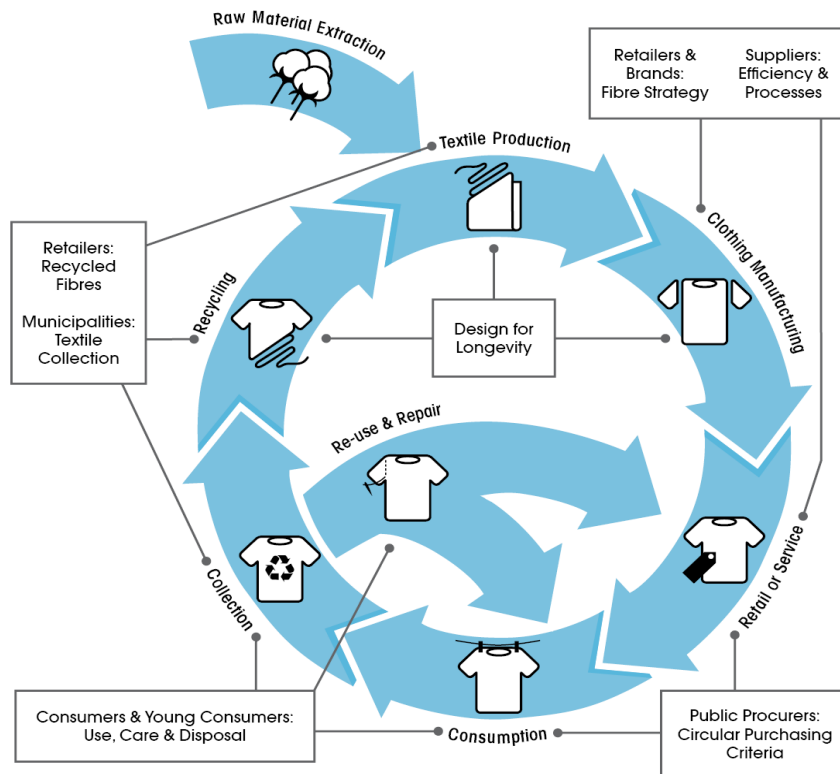 Raw Material Extraction
Retailers &
Brands:
Fibre Strategy
Suppliers:
Efficiency &
Processes
Textile Production
Clothing Manufacturing
Retailers:
Recycled
Fibres
Municipalities:
Textile
Collection
Recycling
Design for
Longevity
Re-use & Repair
Retail or Service
Collection
Consumers & Young Consumers:
Use, Care & Disposal
Consumption
Public Procurers:
Circular Purchasing
Criteria